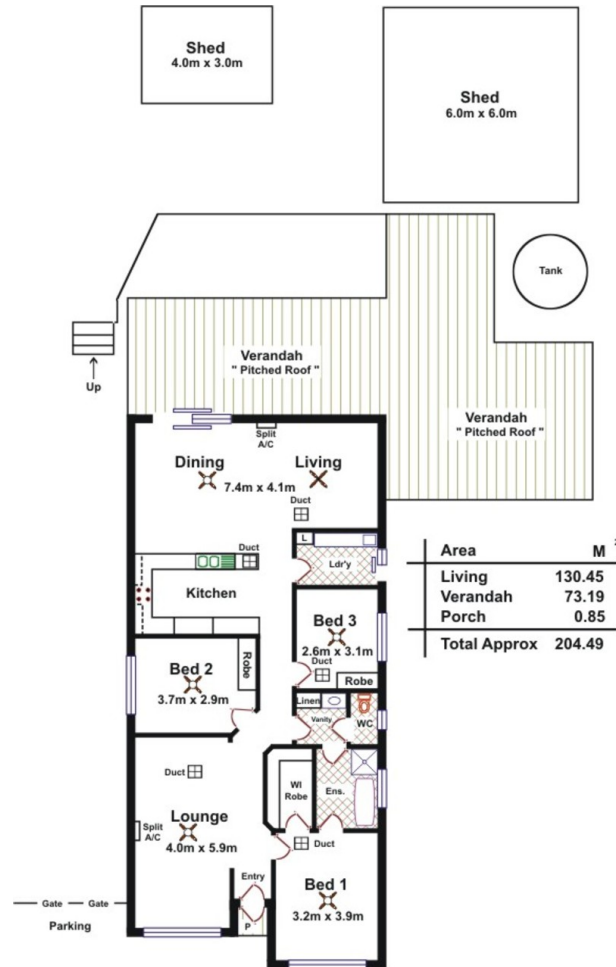 Shed
4.0m x 3.0m
Shed
6.0m x 6.0m
Tank
Up
Verandah
" Pitched Roof "
Verandah
" Pitched Roof "
Split
A/C
Dining
Living
7.4m x 4.1m
Duct
L
Ldr'y
Duct
Kitchen
Bed 3
2.6m x 3.1m
Duct
Robe
Bed 2
3.7m x 2.9m
Robe
Linen
Vanity
WC
Duct
WI
Robe
Ens.
Lounge
4.0m x 5.9m
Split
A/C
Duct
Entry
Bed 1
3.2m x 3.9m
P
Gate Gate
Parking
Area M²
Living 130.45
Verandah 73.19
Porch 0.85
Total Approx 204.49